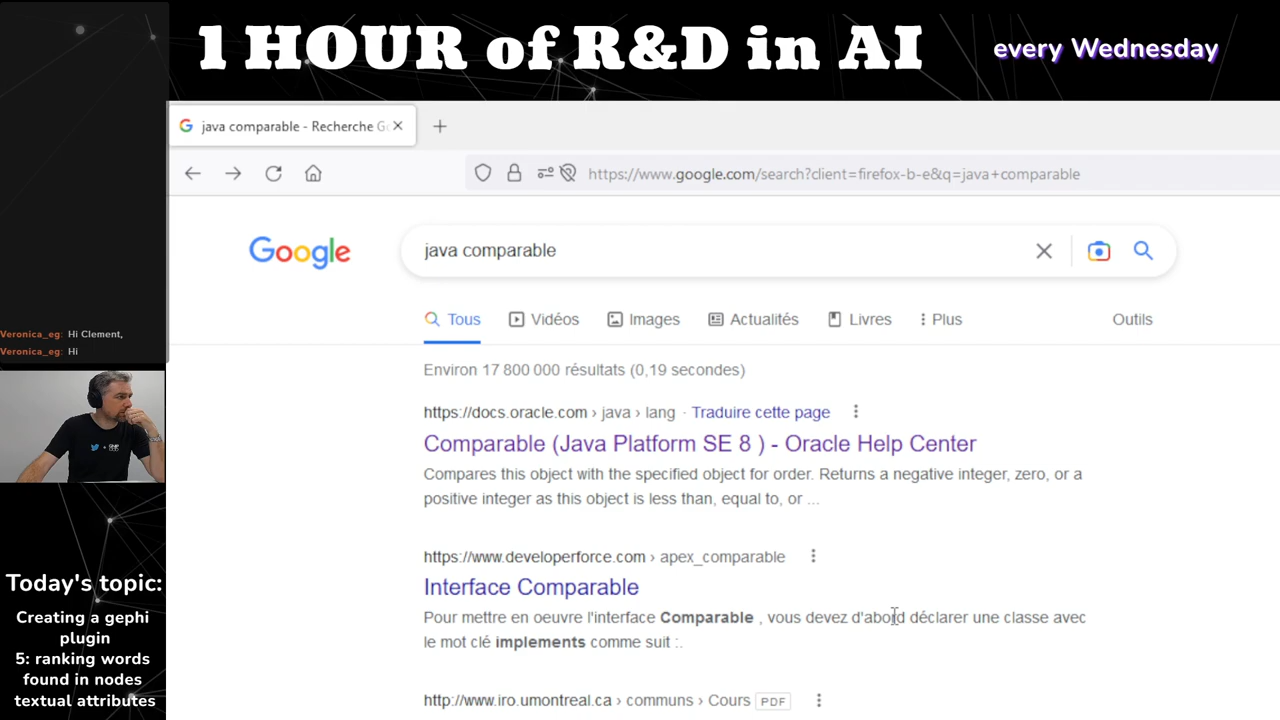 1 HOUR of R&D in AI
every Wednesday
java comparable - Recherche Go
https://www.google.com/search?client=firefox-b-e&q=java+comparable
Google
java comparable
Tous
Vidéos
Images
Actualités
Livres
Plus
Outils
Environ 17 800 000 résultats (0,19 secondes)
https://docs.oracle.com › java › lang · Traduire cette page
Comparable (Java Platform SE 8 ) - Oracle Help Center
Compares this object with the specified object for order. Returns a negative integer, zero, or a
positive integer as this object is less than, equal to, or ...
https://www.developerforce.com › apex_comparable
Interface Comparable
Pour mettre en oeuvre l'interface Comparable , vous devez d'abord déclarer une classe avec
le mot clé implements comme suit :.
http://www.iro.umontreal.ca › communs › Cours PDF
Veronica_eg: Hi Clement,
Veronica_eg: Hi
Today's topic:
Creating a gephi
plugin
5: ranking words
found in nodes
textual attributes